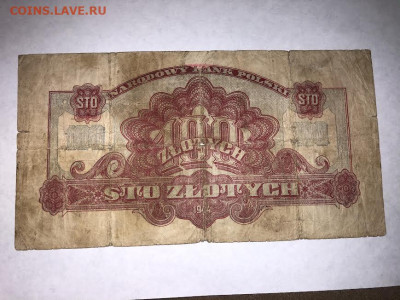 COINS.LAVE.RU
NARODOWY BANK POLSKI
STO STO
100
ZŁOTYCH
STO ZŁOTYCH